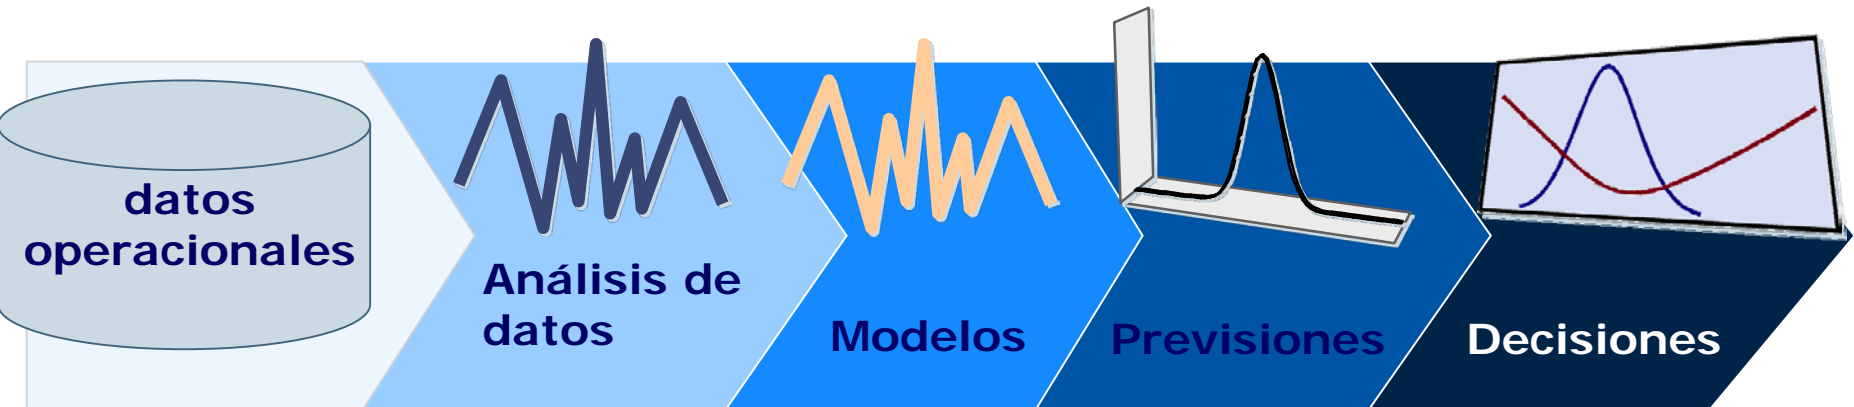 datos
operacionales
Análisis de
datos
Modelos
Previsiones
Decisiones